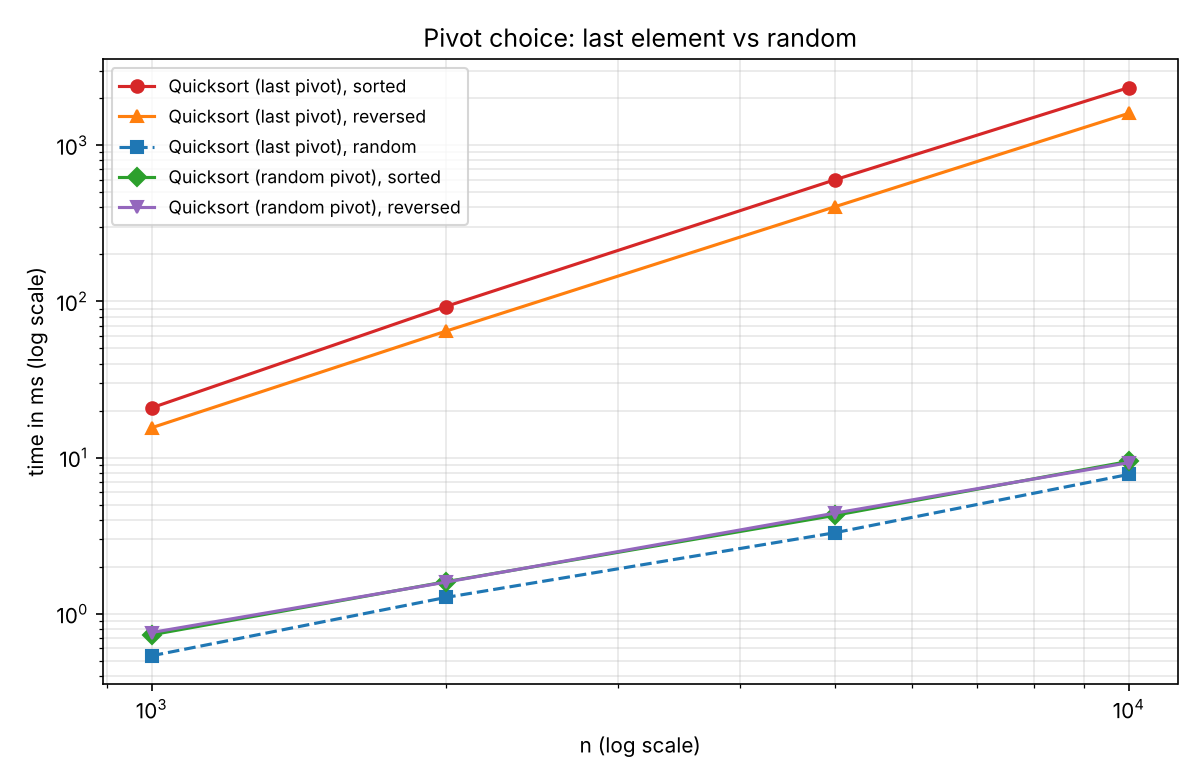 Pivot choice: last element vs random
Quicksort (last pivot), sorted
Quicksort (last pivot), reversed
Quicksort (last pivot), random
Quicksort (random pivot), sorted
Quicksort (random pivot), reversed
time in ms (log scale)
10³
10²
10¹
10⁰
10³ 10⁴
n (log scale)